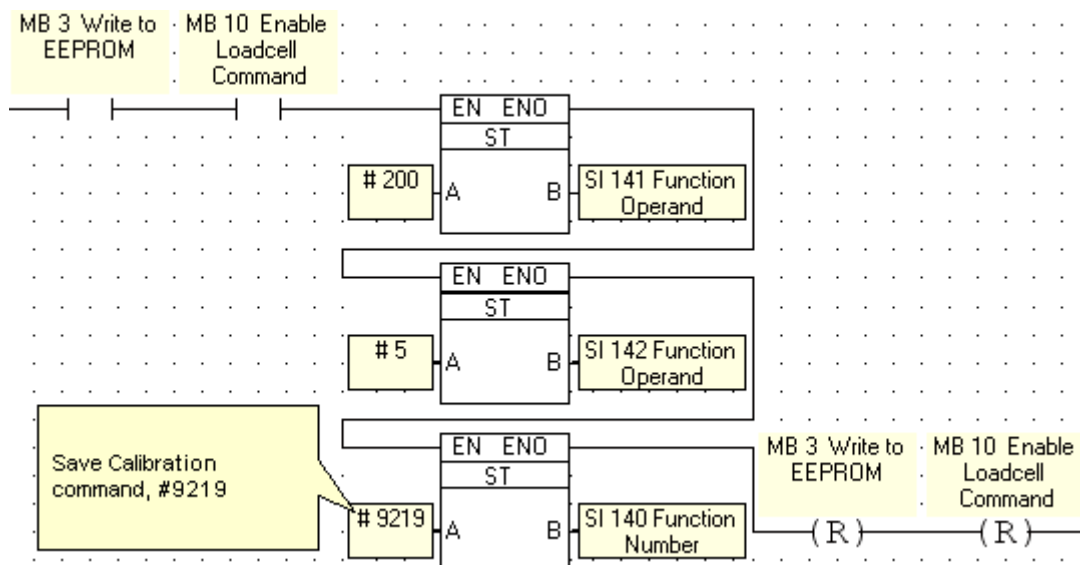 MB 3 Write to
EEPROM
MB 10 Enable
Loadcell
Command
EN ENO
ST
# 200
A
B
SI 141 Function
Operand
EN ENO
ST
# 5
A
B
SI 142 Function
Operand
Save Calibration
command, #9219
EN ENO
ST
# 9219
A
B
SI 140 Function
Number
MB 3 Write to
EEPROM
(R)
MB 10 Enable
Loadcell
Command
(R)